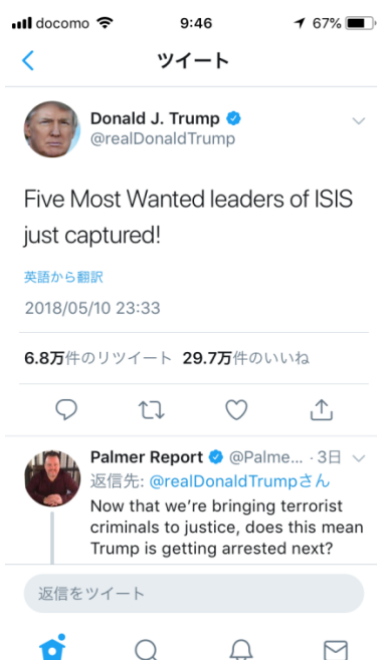 docomo 9:46 67%
ツイート
Donald J. Trump
@realDonaldTrump
Five Most Wanted leaders of ISIS
just captured!
英語から翻訳
2018/05/10 23:33
6.8万件のリツイート 29.7万件のいいね
Palmer Report @Palme... · 3日
返信先: @realDonaldTrumpさん
Now that we're bringing terrorist
criminals to justice, does this mean
Trump is getting arrested next?
返信をツイート